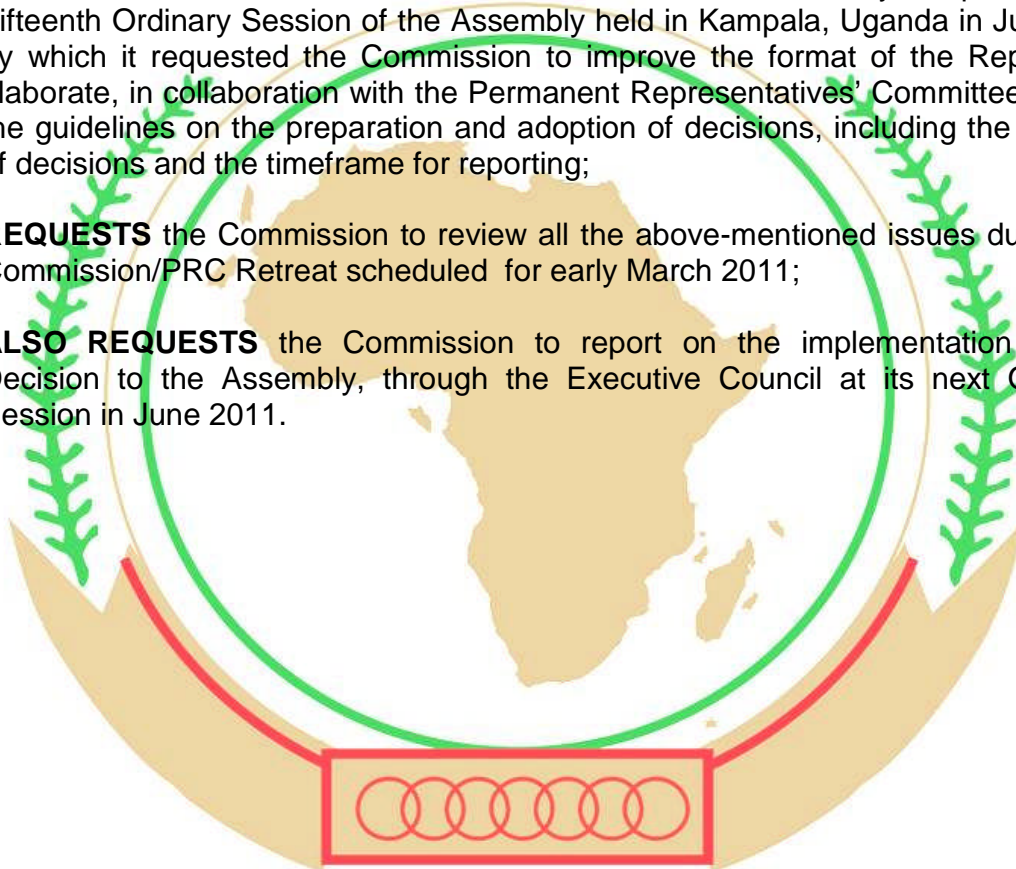 ifteenth Ordinary Session of the Assembly held in Kampala, Uganda in Ju
y which it requested the Commission to improve the format of the Rep
laborate, in collaboration with the Permanent Representatives' Committee
he guidelines on the preparation and adoption of decisions, including the
f decisions and the timeframe for reporting;
REQUESTS the Commission to review all the above-mentioned issues du
Commission/PRC Retreat scheduled for early March 2011;
ALSO REQUESTS the Commission to report on the implementation
Decision to the Assembly, through the Executive Council at its next
ession in June 2011.